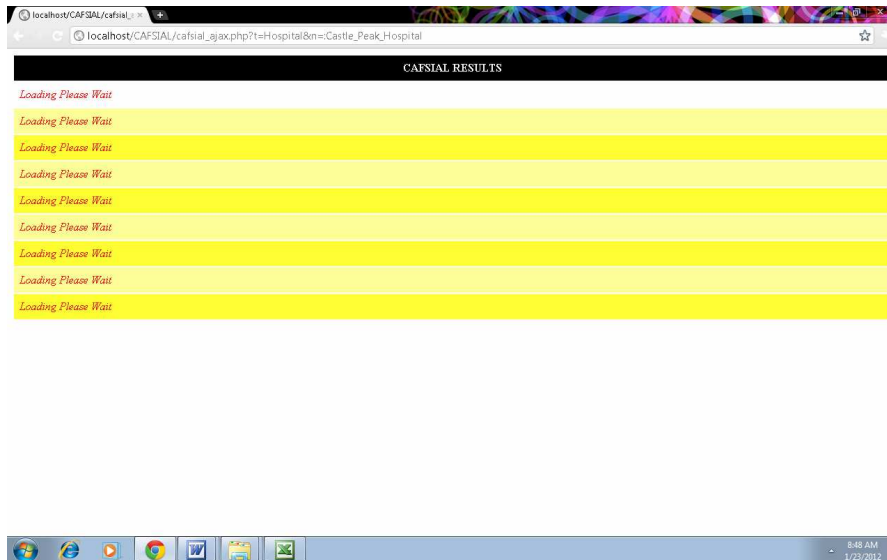 localhost/CAFSIAL/cafsial_
localhost/CAFSIAL/cafsial_ajax.php?t=Hospital&n=:Castle_Peak_Hospital
CAFSIAL RESULTS
Loading Please Wait
Loading Please Wait
Loading Please Wait
Loading Please Wait
Loading Please Wait
Loading Please Wait
Loading Please Wait
Loading Please Wait
Loading Please Wait
8:48 AM
1/23/2012